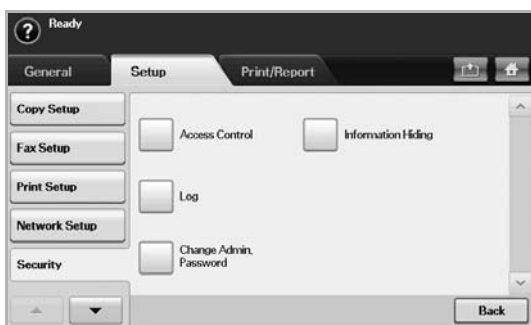 ? Ready
General Setup Print/Report
Copy Setup
Fax Setup
Print Setup
Network Setup
Security
Access Control Information Hiding
Log
Change Admin.
Password
Back